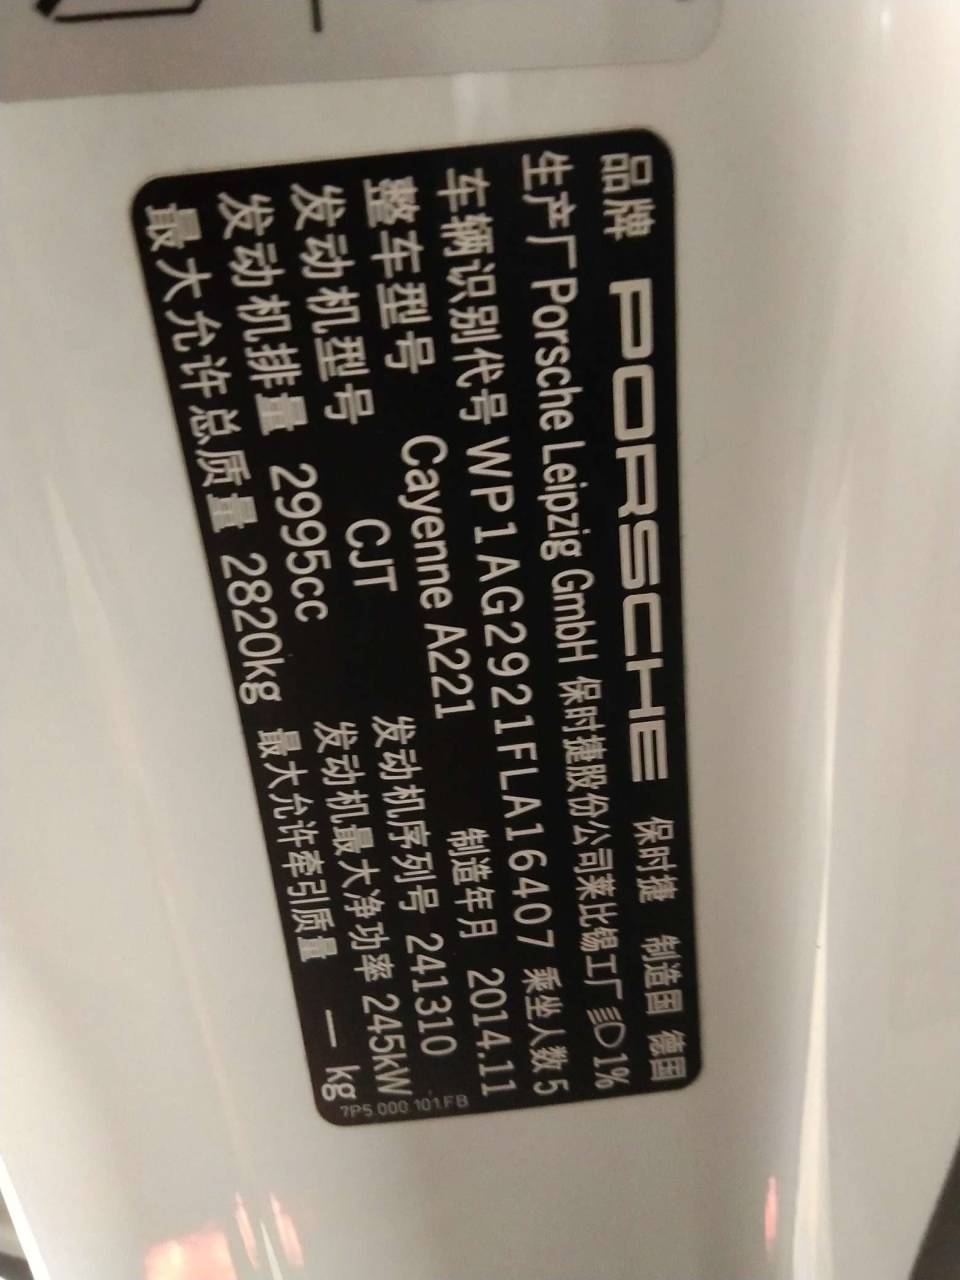 品牌 PORSCHE 保时捷 制造国 德国
生产厂 Porsche Leipzig GmbH 保时捷股份公司莱比锡工厂 1%
车辆识别代号 WP1AG2921FLA16407 乘坐人数 5
整车型号 Cayenne A221 制造年月 2014.11
发动机型号 CJT 发动机序列号 241310
发动机排量 2995cc 发动机最大净功率 245kW
最大允许总质量 2820kg 最大允许牵引质量 — kg
7P5.000.101.FB